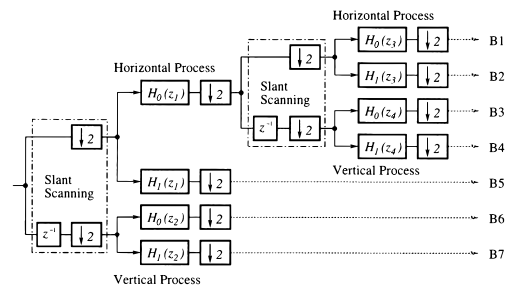 Horizontal Process
↓2 H₀(z₃) ↓2 B1
Horizontal Process
Slant Scanning
H₁(z₃) ↓2 B2
H₀(z₁) ↓2
z⁻¹ ↓2 H₀(z₄) ↓2 B3
↓2
H₁(z₄) ↓2 B4
Vertical Process
Slant Scanning
H₁(z₁) ↓2 B5
z⁻¹ ↓2 H₀(z₂) ↓2 B6
H₁(z₂) ↓2 B7
Vertical Process